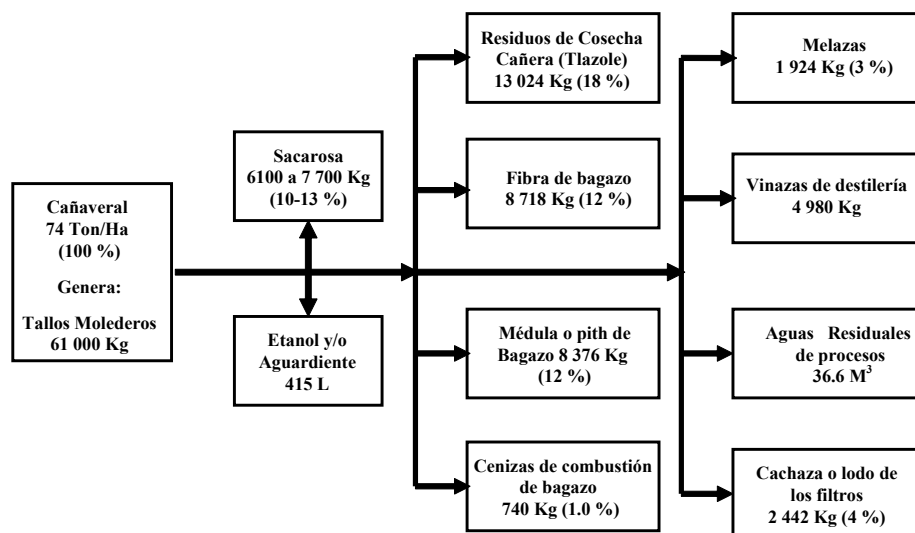 Cañaveral
74 Ton/Ha
(100 %)
Genera:
Tallos Molederos
61 000 Kg
Sacarosa
6100 a 7 700 Kg
(10-13 %)
Etanol y/o
Aguardiente
415 L
Residuos de Cosecha
Cañera (Tlazole)
13 024 Kg (18 %)
Fibra de bagazo
8 718 Kg (12 %)
Médula o pith de
Bagazo 8 376 Kg
(12 %)
Cenizas de combustión
de bagazo
740 Kg (1.0 %)
Melazas
1 924 Kg (3 %)
Vinazas de destilería
4 980 Kg
Aguas Residuales
de procesos
36.6 M³
Cachaza o lodo de
los filtros
2 442 Kg (4 %)